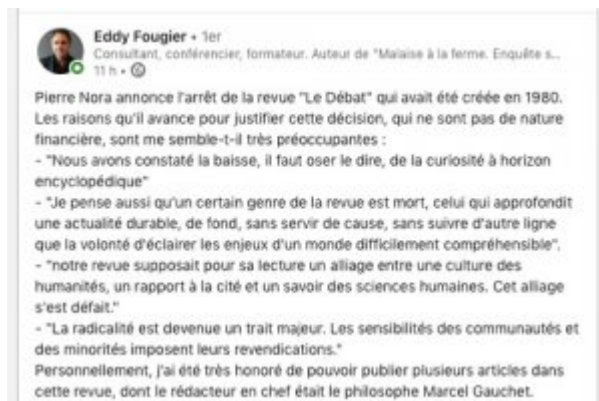 Eddy Fougier • 1er
Consultant, conférencier, formateur. Auteur de "Malaise à la ferme. Enquête s...
11 h •
Pierre Nora annonce l'arrêt de la revue "Le Débat" qui avait été créée en 1980.
Les raisons qu'il avance pour justifier cette décision, qui ne sont pas de nature
financière, sont me semble-t-il très préoccupantes :
- "Nous avons constaté la baisse, il faut oser le dire, de la curiosité à horizon
encyclopédique"
- "Je pense aussi qu'un certain genre de la revue est mort, celui qui approfondit
une actualité durable, de fond, sans servir de cause, sans suivre d'autre ligne
que la volonté d'éclairer les enjeux d'un monde difficilement compréhensible".
- "notre revue supposait pour sa lecture un alliage entre une culture des
humanités, un rapport à la cité et un savoir des sciences humaines. Cet alliage
s'est défait."
- "La radicalité est devenue un trait majeur. Les sensibilités des communautés et
des minorités imposent leurs revendications."
Personnellement, j'ai été très honoré de pouvoir publier plusieurs articles dans
cette revue, dont le rédacteur en chef était le philosophe Marcel Gauchet.